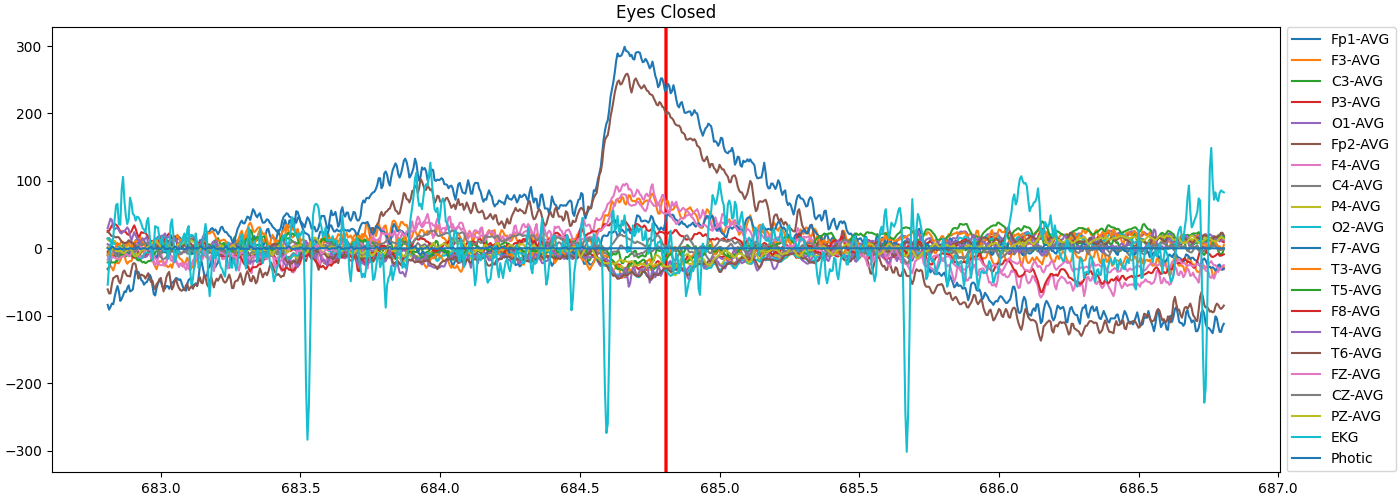 Eyes Closed
300
200
100
0
−100
−200
−300
683.0 683.5 684.0 684.5 685.0 685.5 686.0 686.5 687.0
Fp1-AVG
F3-AVG
C3-AVG
P3-AVG
O1-AVG
Fp2-AVG
F4-AVG
C4-AVG
P4-AVG
O2-AVG
F7-AVG
T3-AVG
T5-AVG
F8-AVG
T4-AVG
T6-AVG
FZ-AVG
CZ-AVG
PZ-AVG
EKG
Photic